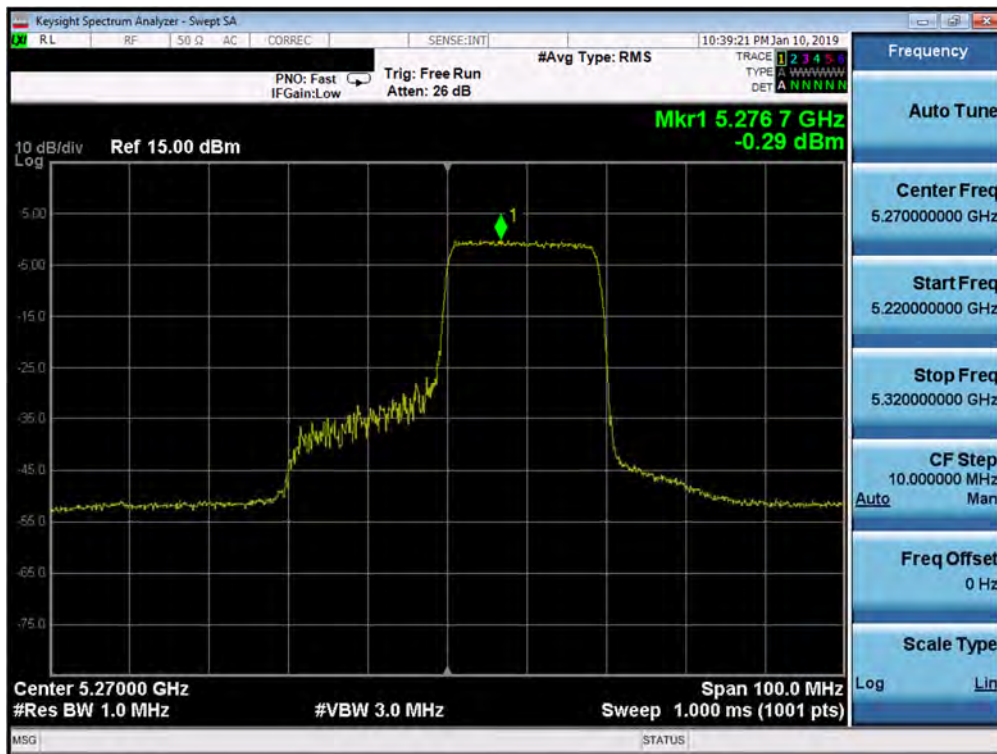 Keysight Spectrum Analyzer - Swept SA
LXI RL RF 50 Ω AC CORREC SENSE:INT 10:39:21 PM Jan 10, 2019
#Avg Type: RMS TRACE 1 2 3 4 5 6
PNO: Fast Trig: Free Run TYPE A WWWWW
IFGain:Low Atten: 26 dB DET A N N N N N
Mkr1 5.276 7 GHz
-0.29 dBm
10 dB/div Ref 15.00 dBm
Log
1
5.00
-5.00
-15.0
-25.0
-35.0
-45.0
-55.0
-65.0
-75.0
Center 5.27000 GHz Span 100.0 MHz
#Res BW 1.0 MHz #VBW 3.0 MHz Sweep 1.000 ms (1001 pts)
MSG STATUS
Frequency
Auto Tune
Center Freq
5.270000000 GHz
Start Freq
5.220000000 GHz
Stop Freq
5.320000000 GHz
CF Step
10.000000 MHz
Auto Man
Freq Offset
0 Hz
Scale Type
Log Lin